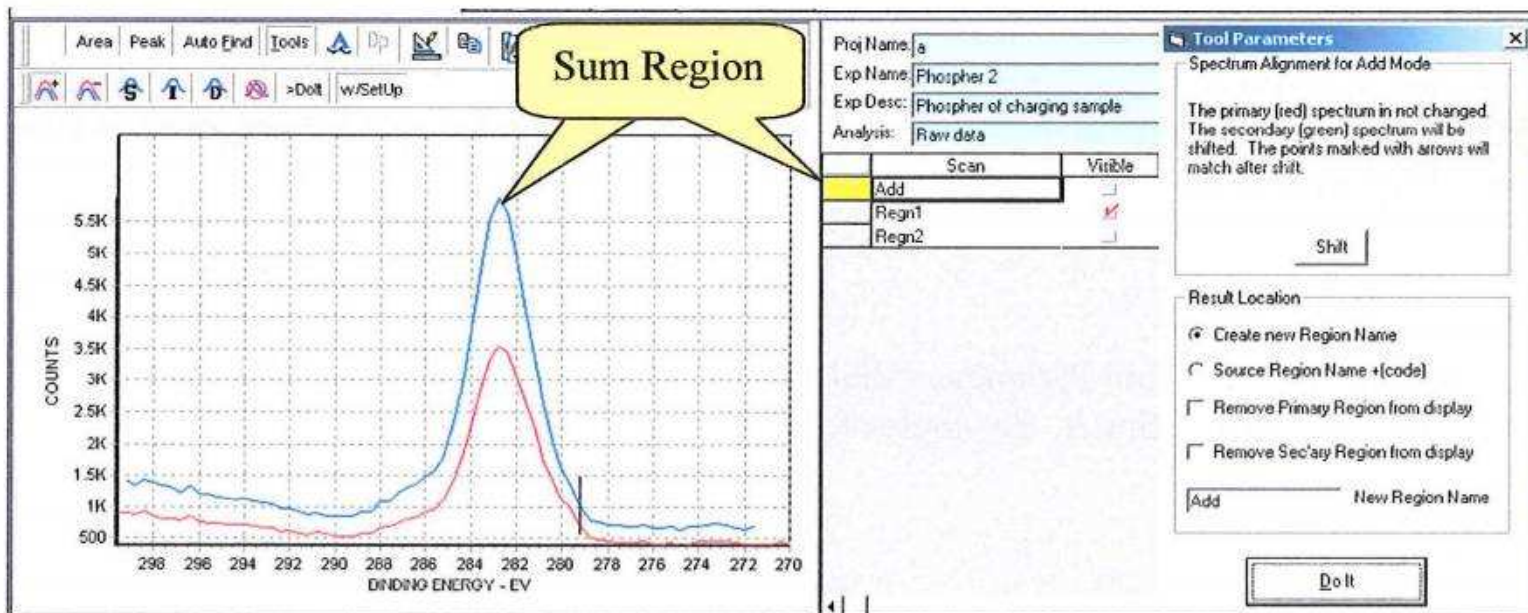 Area Peak Auto Find Tools Dp
>DoIt w/SetUp
Sum Region
5.5K
5K
4.5K
4K
3.5K
3K
2.5K
2K
1.5K
1K
500
COUNTS
298 296 294 292 290 288 286 284 282 280 278 276 274 272 270
BINDING ENERGY - EV
Proj Name: a
Exp Name: Phospher 2
Exp Desc: Phospher of charging sample
Analysis: Raw data
Scan Visible
Add
Regn1
Regn2
Tool Parameters
Spectrum Alignment for Add Mode
The primary (red) spectrum in not changed.
The secondary (green) spectrum will be
shifted. The points marked with arrows will
match after shift.
Shift
Result Location
Create new Region Name
Source Region Name +(code)
Remove Primary Region from display
Remove Sec'ary Region from display
Add New Region Name
Do It